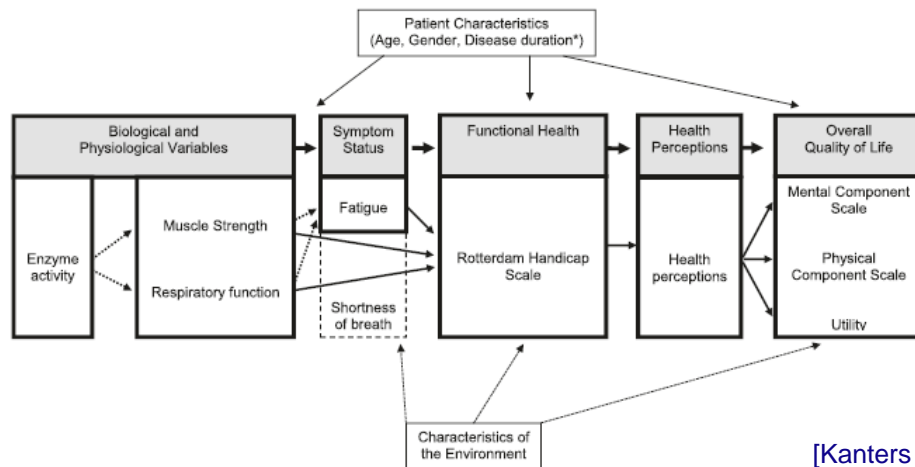 Patient Characteristics
(Age, Gender, Disease duration*)
Biological and
Physiological Variables
Symptom
Status
Functional Health
Health
Perceptions
Overall
Quality of Life
Enzyme
activity
Muscle Strength
Respiratory function
Fatigue
Shortness
of breath
Rotterdam Handicap
Scale
Health
perceptions
Mental Component
Scale
Physical
Component Scale
Utility
Characteristics of
the Environment
[Kanters